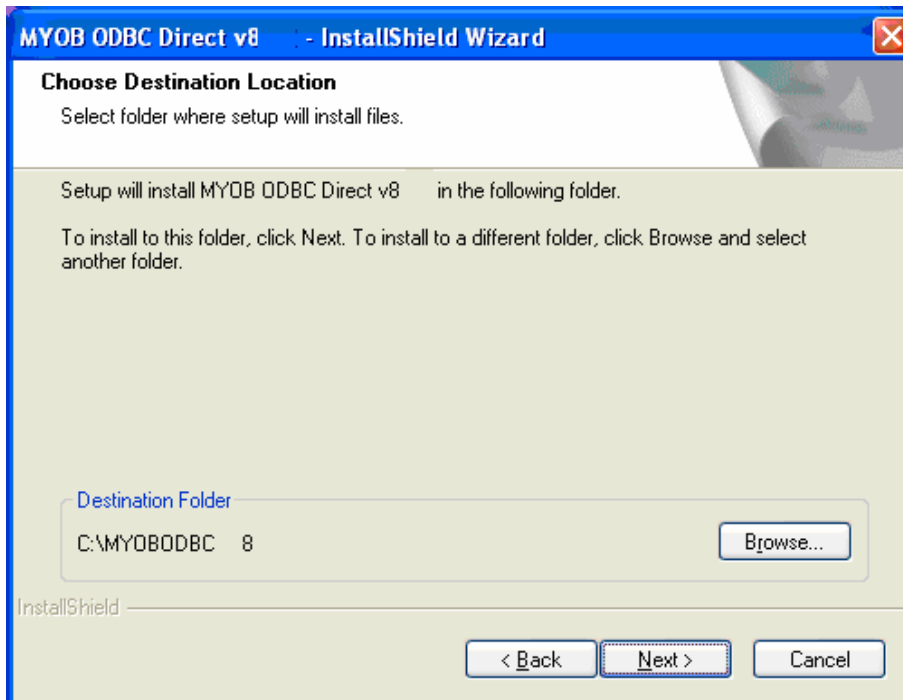 MYOB ODBC Direct v8 - InstallShield Wizard
Choose Destination Location
Select folder where setup will install files.
Setup will install MYOB ODBC Direct v8 in the following folder.
To install to this folder, click Next. To install to a different folder, click Browse and select
another folder.
Destination Folder
C:\MYOBODBC 8
Browse...
InstallShield
< Back
Next >
Cancel